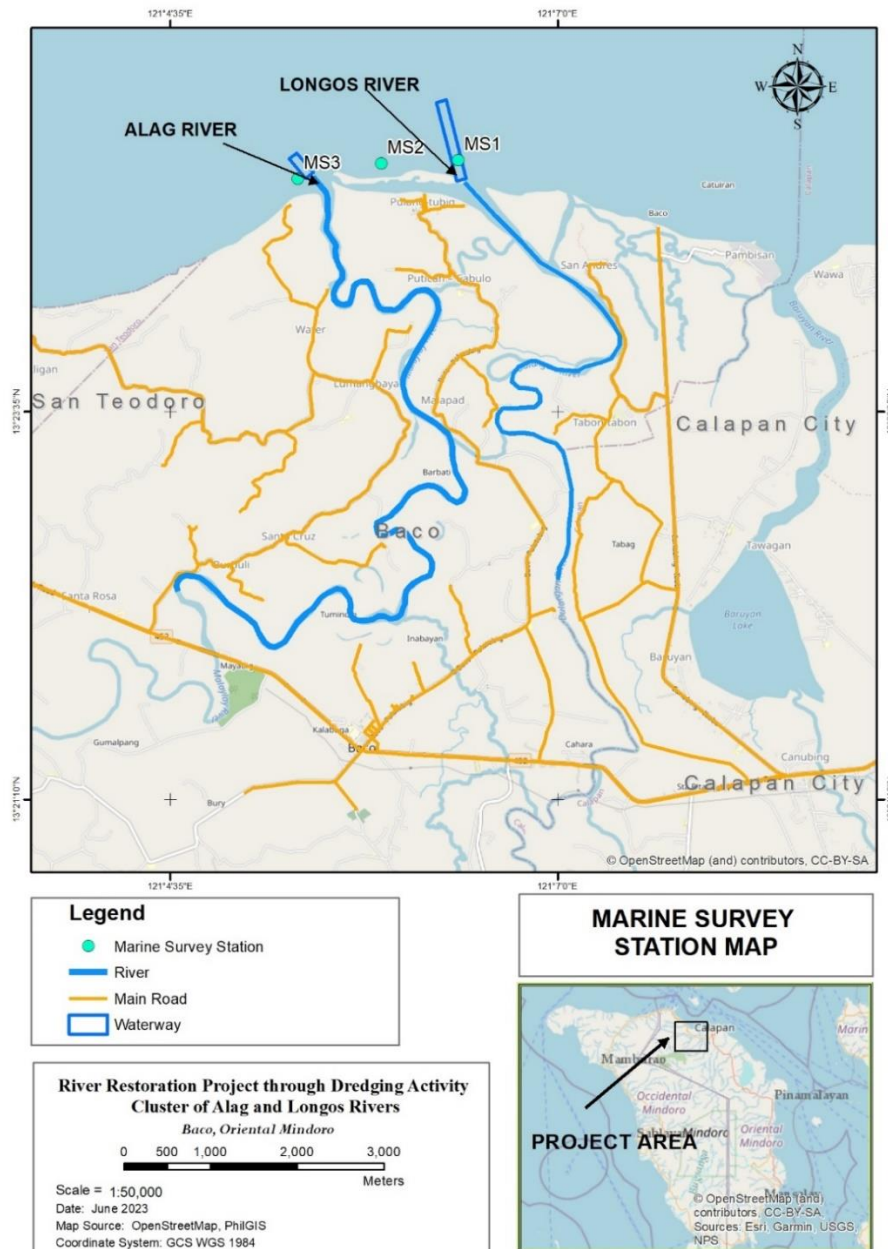 121°4'35"E
121°7'0"E
N
W
E
S
LONGOS RIVER
ALAG RIVER
MS1
MS2
MS3
Catuiran
Calapan
Baco
Pambisan
Wawa
San Andres
Baruyan River
Water
Lumangbaya
Malapad
13°23'35"N
San Teodoro
Calapan City
Barbati
Baco
Santa Cruz
Tabag
Tawagan
Santa Rosa
Inabayan
Baruyan
Lake
Baruyan
Mayabig
Gumalpang
Kalabuga
Baco
Cahara
Canubing
Bury
Calapan City
13°21'10"N
© OpenStreetMap (and) contributors, CC-BY-SA
121°4'35"E
121°7'0"E
Legend
Marine Survey Station
River
Main Road
Waterway
MARINE SURVEY
STATION MAP
River Restoration Project through Dredging Activity
Cluster of Alag and Longos Rivers
Baco, Oriental Mindoro
0 500 1,000 2,000 3,000
Meters
Scale = 1:50,000
Date: June 2023
Map Source: OpenStreetMap, PhilGIS
Coordinate System: GCS WGS 1984
Calapan
Mamburao
Occidental
Mindoro
Pinamalayan
Oriental
Mindoro
Mindoro
PROJECT AREA
© OpenStreetMap (and)
contributors, CC-BY-SA,
Sources: Esri, Garmin, USGS,
NPS